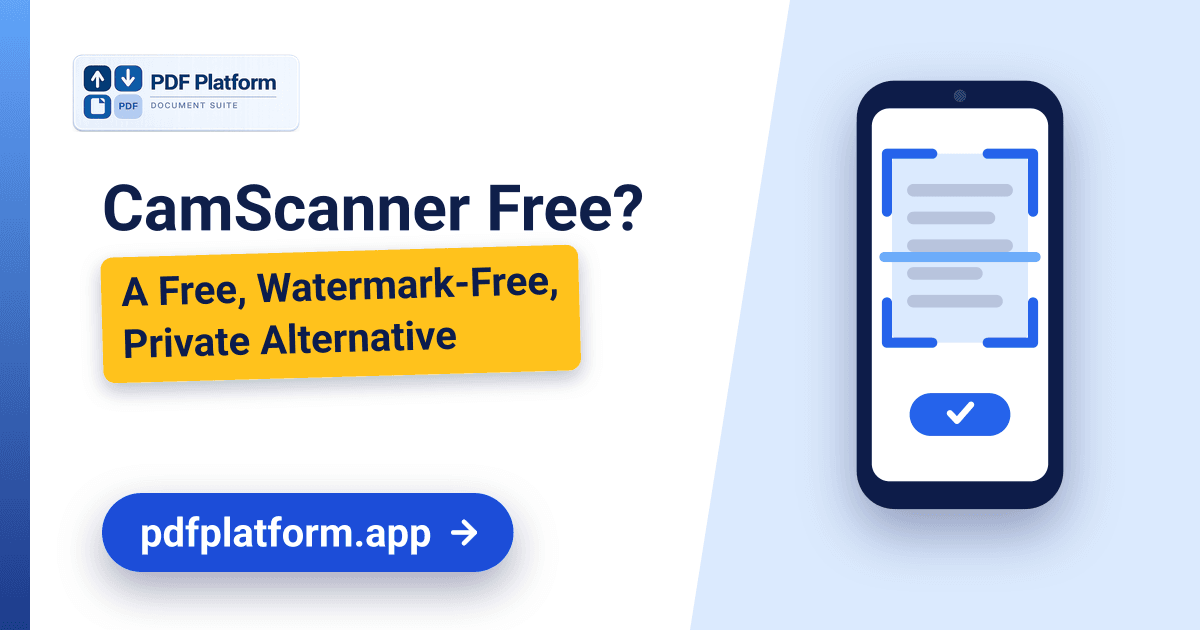 PDF Platform
DOCUMENT SUITE
PDF
CamScanner Free?
A Free, Watermark-Free,
Private Alternative
pdfplatform.app